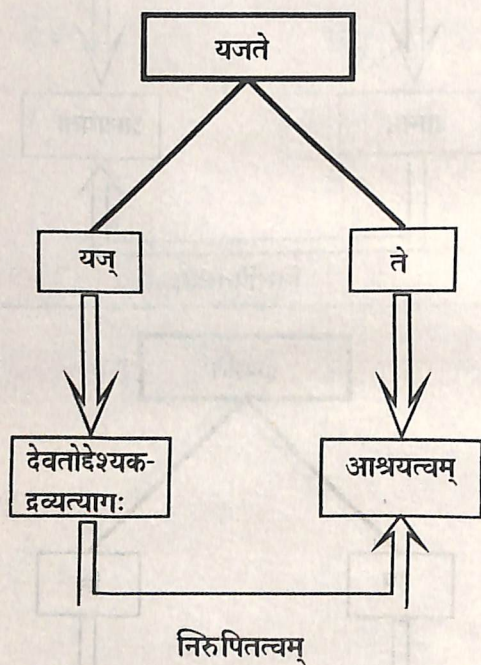 यजते
यज्
ते
देवतोद्देश्यक-
द्रव्यत्यागः
आश्रयत्वम्
निरुपितत्वम्